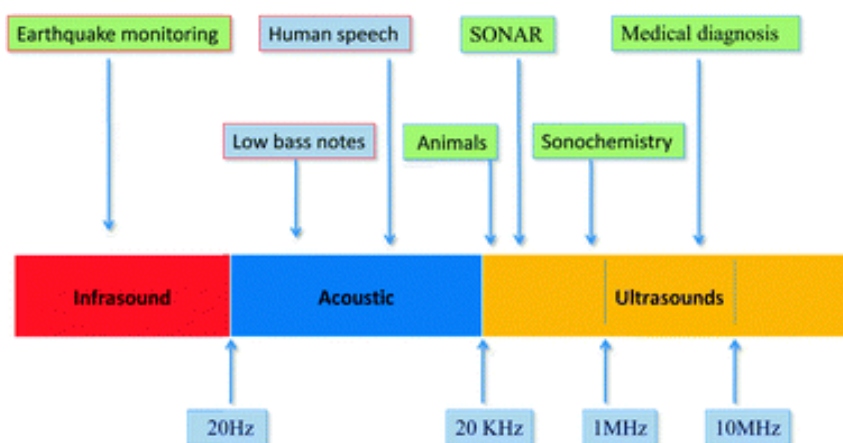 Earthquake monitoring
Human speech
SONAR
Medical diagnosis
Low bass notes
Animals
Sonochemistry
Infrasound
Acoustic
Ultrasounds
20Hz
20 KHz
1MHz
10MHz